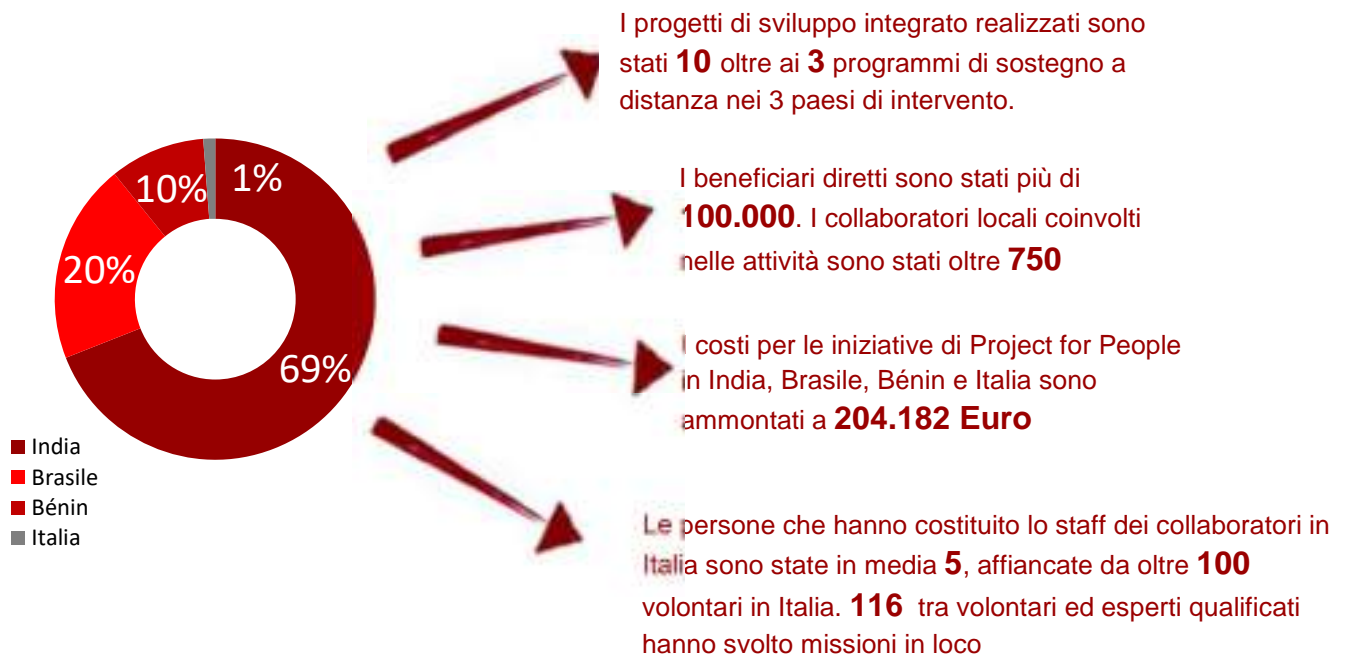 I progetti di sviluppo integrato realizzati sono
stati 10 oltre ai 3 programmi di sostegno a
distanza nei 3 paesi di intervento.
10%
1%
20%
69%
I beneficiari diretti sono stati più di
100.000. I collaboratori locali coinvolti
nelle attività sono stati oltre 750
I costi per le iniziative di Project for People
in India, Brasile, Bénin e Italia sono
ammontati a 204.182 Euro
India
Brasile
Bénin
Italia
Le persone che hanno costituito lo staff dei collaboratori in
Italia sono state in media 5, affiancate da oltre 100
volontari in Italia. 116 tra volontari ed esperti qualificati
hanno svolto missioni in loco